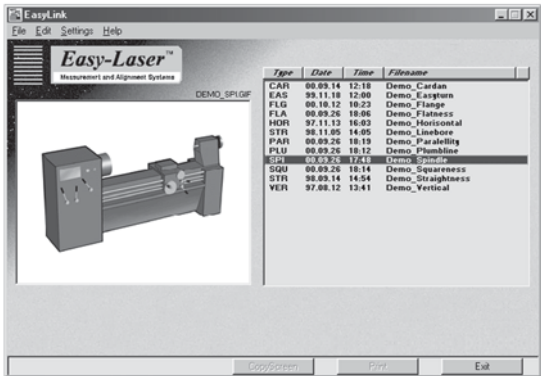 EasyLink
File Edit Settings Help
Easy-Laser™
Measurement and Alignment Systems
DEMO_SPI.GIF
Type Date Time Filename
CAR 00.09.14 12:18 Demo_Cardan
EAS 99.11.18 12:00 Demo_Easyturn
FLG 00.10.12 10:23 Demo_Flange
FLA 00.09.26 18:06 Demo_Flatness
HOR 97.11.13 16:03 Demo_Horisontal
STR 98.11.05 14:05 Demo_Linebore
PAR 00.09.26 18:19 Demo_Paralellity
PLU 00.09.26 18:12 Demo_Plumbline
SPI 00.09.26 17:48 Demo_Spindle
SQU 00.09.26 18:14 Demo_Squareness
STR 98.09.14 14:54 Demo_Straightness
VER 97.08.12 13:41 Demo_Vertical
CopyScreen Print Exit